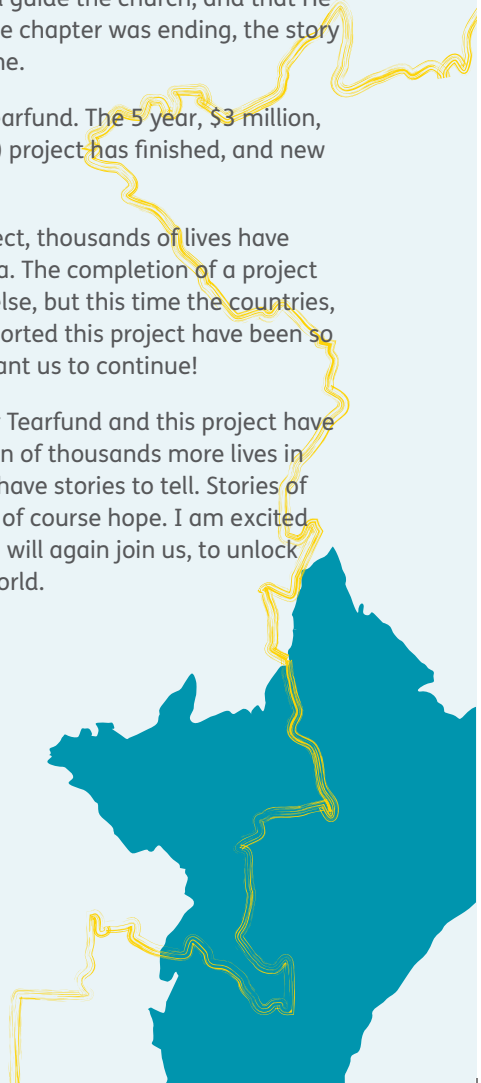 guide the church, and that He
e chapter was ending, the story
ne.
earfund. The 5 year, $3 million,
) project has finished, and new
ect, thousands of lives have
a. The completion of a project
else, but this time the countries,
orted this project have been so
ant us to continue!
Tearfund and this project have
n of thousands more lives in
have stories to tell. Stories of
of course hope. I am excited
will again join us, to unlock
orld.